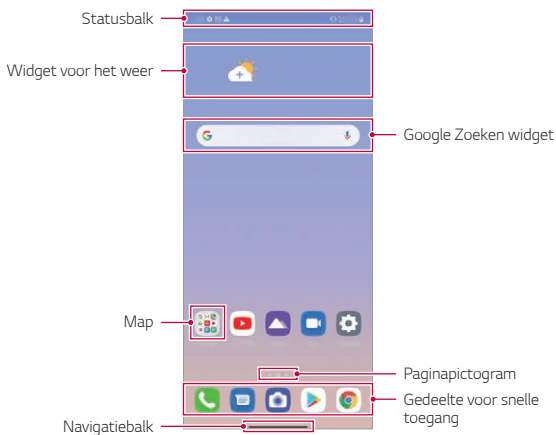 Statusbalk
Widget voor het weer
Google Zoeken widget
Map
Paginapictogram
Gedeelte voor snelle
toegang
Navigatiebalk